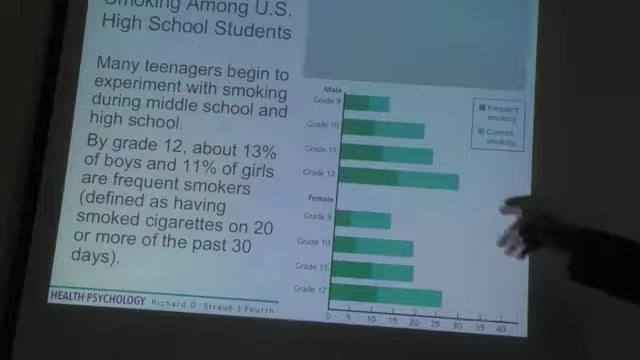 Smoking Among U.S.
High School Students
Many teenagers begin to
experiment with smoking
during middle school and
high school.
By grade 12, about 13%
of boys and 11% of girls
are frequent smokers
(defined as having
smoked cigarettes on 20
or more of the past 30
days).
Male
Grade 9
Grade 10
Grade 11
Grade 12
Female
Grade 9
Grade 10
Grade 11
Grade 12
0 5 10 15 20 25 30 35 40
Frequent
smoking
Current
smoking
HEALTH PSYCHOLOGY Richard O. Straub | Fourth